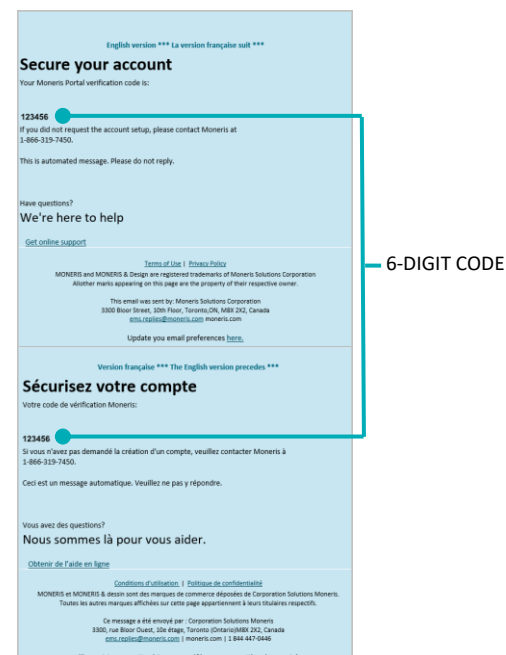 English version *** La version française suit ***
Secure your account
Your Moneris Portal verification code is:
123456
If you did not request the account setup, please contact Moneris at
1-866-319-7450.
This is automated message. Please do not reply.
Have questions?
We're here to help
Get online support
Terms of Use | Privacy Policy
MONERIS and MONERIS & Design are registered trademarks of Moneris Solutions Corporation
Allother marks appearing on this page are the property of their respective owner.
This email was sent by: Moneris Solutions Corporation
3300 Bloor Street, 10th Floor, Toronto,ON, M8X 2X2, Canada
ems.replies@moneris.com moneris.com
Update you email preferences here.
6-DIGIT CODE
Version française *** The English version precedes ***
Sécurisez votre compte
Votre code de vérification Moneris:
123456
Si vous n'avez pas demandé la création d'un compte, veuillez contacter Moneris à
1-866-319-7450.
Ceci est un message automatique. Veuillez ne pas y répondre.
Vous avez des questions?
Nous sommes là pour vous aider.
Obtenir de l'aide en ligne
Conditions d'utilisation | Politique de confidentialité
MONERIS et MONERIS & dessin sont des marques de commerce déposées de Corporation Solutions Moneris.
Toutes les autres marques affichées sur cette page appartiennent à leurs titulaires respectifs.
Ce message a été envoyé par : Corporation Solutions Moneris
3300, rue Bloor Ouest, 10e étage, Toronto (Ontario)M8X 2X2, Canada
ems.replies@moneris.com | moneris.com | 1 844 447-0446